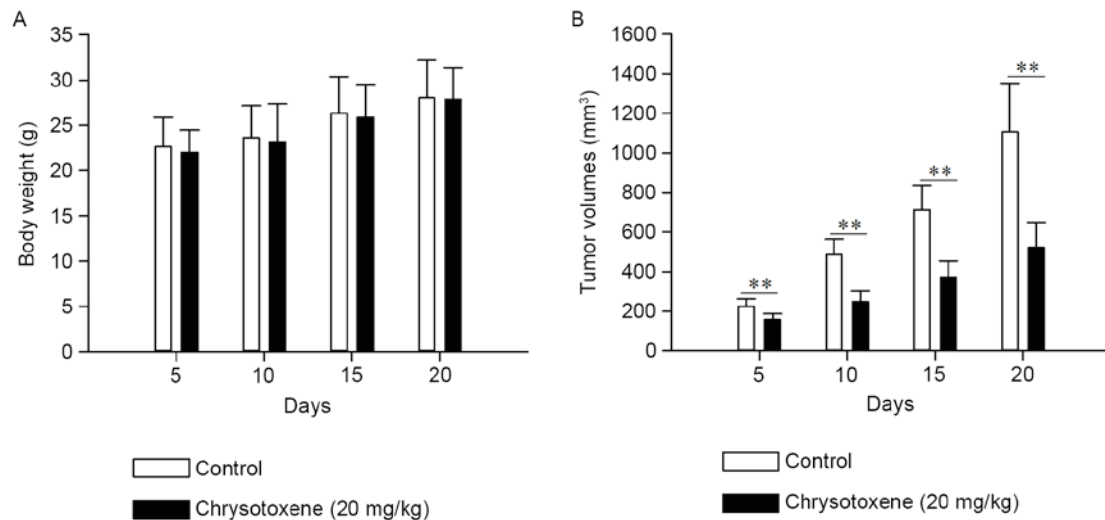 A
35
30
25
20
15
10
5
0
Body weight (g)
5 10 15 20
Days
Control
Chrysotoxene (20 mg/kg)
B
1600
1400
1200
1000
800
600
400
200
0
Tumor volumes (mm³)
**
**
**
**
5 10 15 20
Days
Control
Chrysotoxene (20 mg/kg)